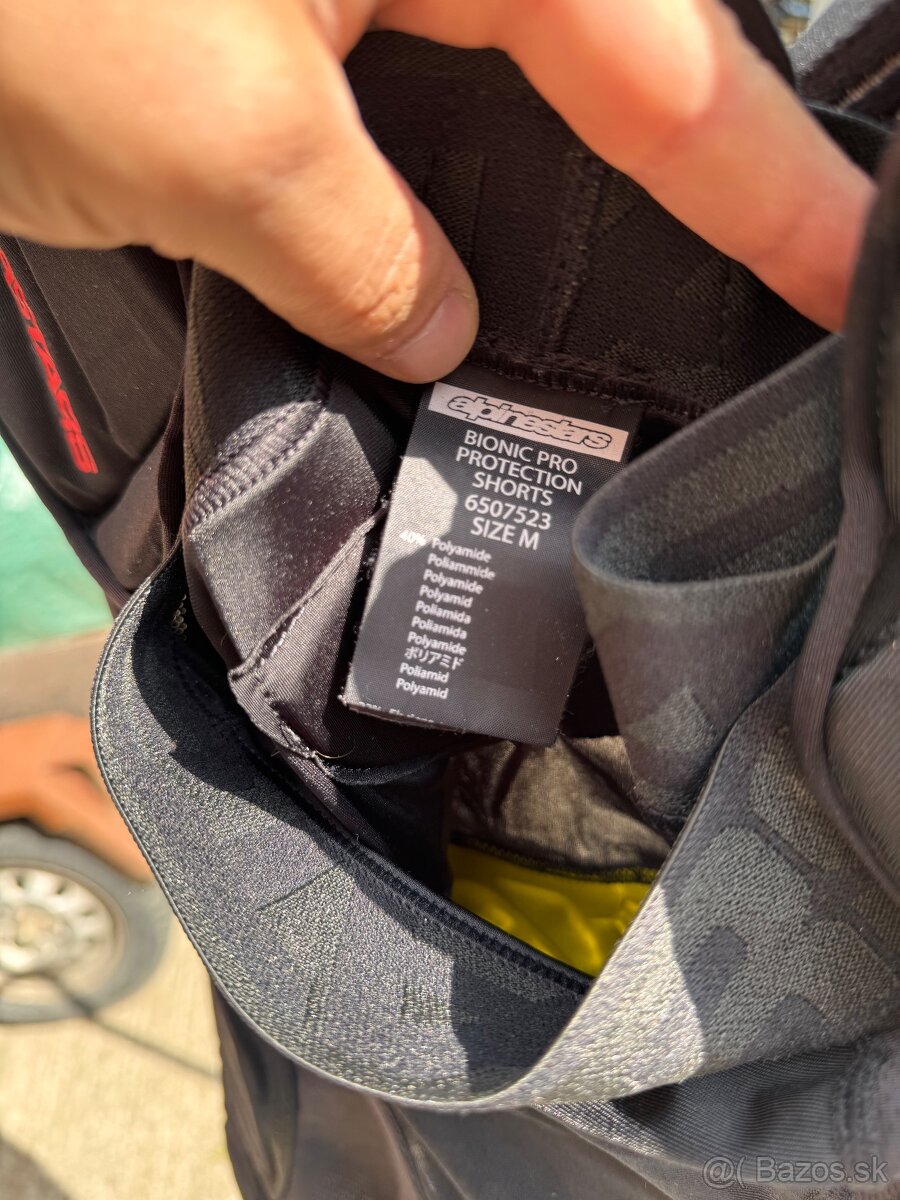 STARS
alpinestars
BIONIC PRO
PROTECTION
SHORTS
6507523
SIZE M
40% Polyamide
Poliammide
Polyamide
Polyamid
Poliamida
Poliamida
Polyamide
ポリアミド
Poliamid
Polyamid
@( Bazos.sk